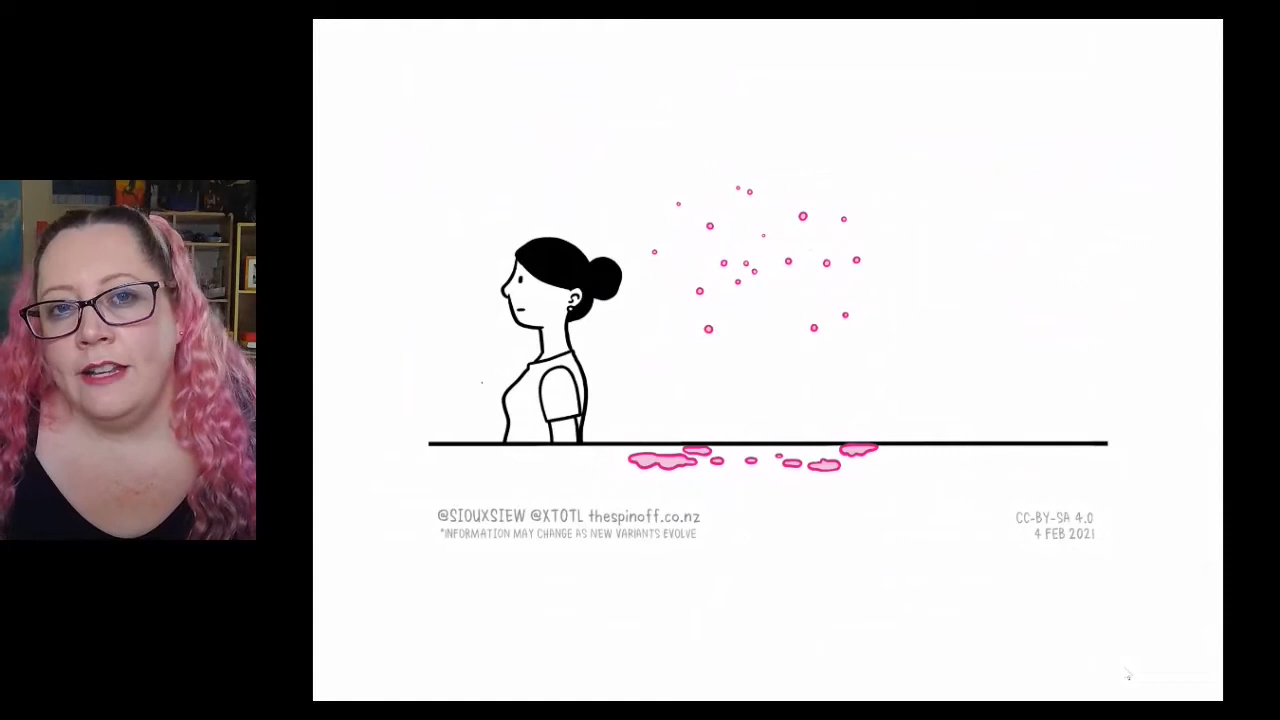 @SIOUXSIEW @XTOTL thespinoff.co.nz
*INFORMATION MAY CHANGE AS NEW VARIANTS EVOLVE
CC-BY-SA 4.0
4 FEB 2021